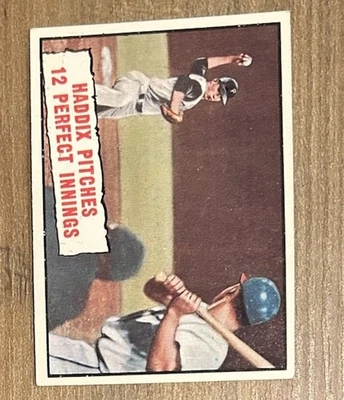 HADDIX PITCHES
12 PERFECT INNINGS